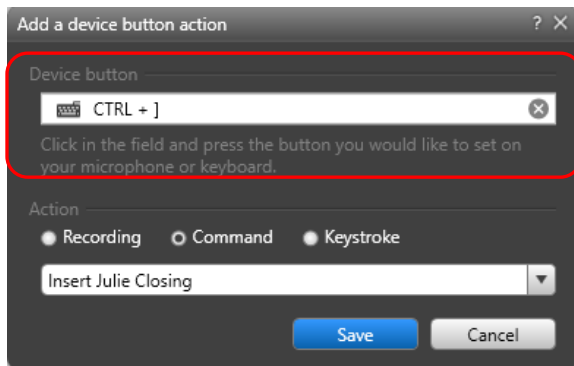 Add a device button action ?
Device button
CTRL + ]
Click in the field and press the button you would like to set on
your microphone or keyboard.
Action
Recording Command Keystroke
Insert Julie Closing
Save Cancel